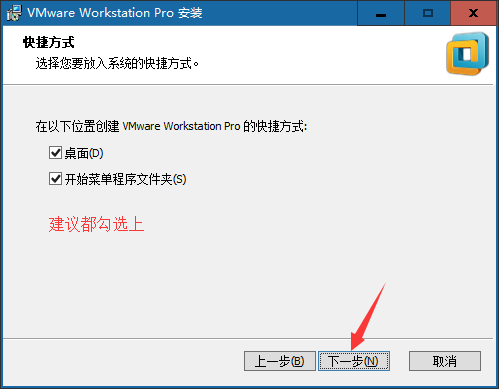 VMware Workstation Pro 安装
快捷方式
选择您要放入系统的快捷方式。
在以下位置创建 VMware Workstation Pro 的快捷方式:
桌面(D)
开始菜单程序文件夹(S)
建议都勾选上
上一步(B) 下一步(N) 取消